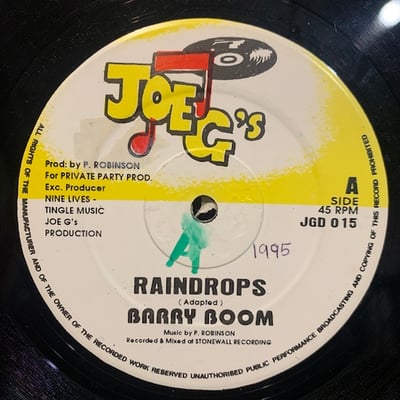 JOE G's
Prod: by P. ROBINSON
For PRIVATE PARTY PROD.
Exc. Producer
NINE LIVES -
TINGLE MUSIC
JOE G's
PRODUCTION
A
SIDE
45 RPM
JGD 015
A
1995
RAINDROPS
(Adapted)
BARRY BOOM
Music by P. ROBINSON
Recorded & Mixed at STONEWALL RECORDING
ALL RIGHTS OF THE MANUFACTURER AND OF THE OWNER OF THE RECORDED WORK RESERVED UNAUTHORISED PUBLIC PERFORMANCE BROADCASTING AND COPYING OF THIS RECORD PROHIBITED